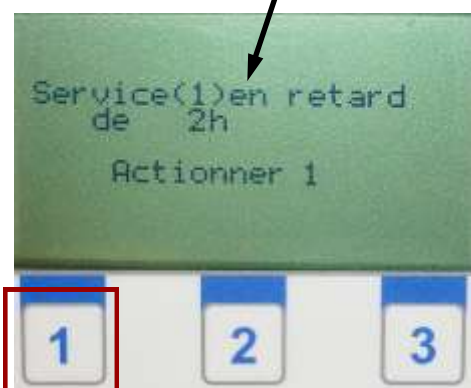 Service(1)en retard
de 2h
Actionner 1
1 2 3